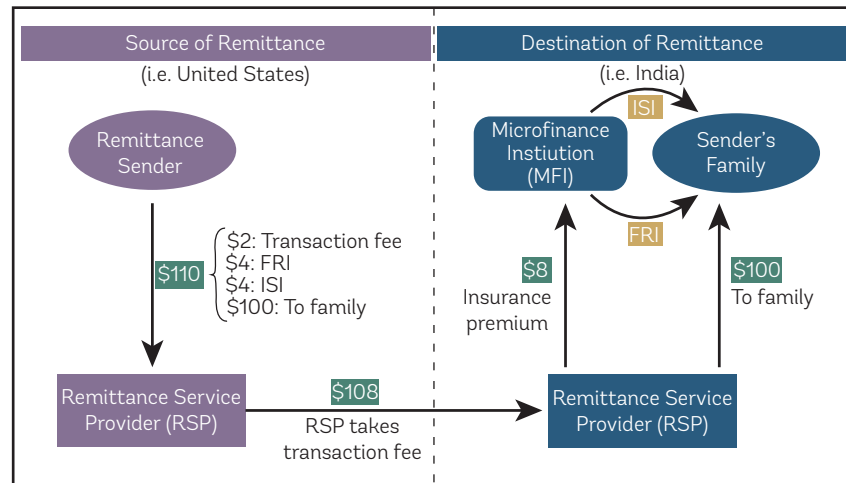 Source of Remittance
(i.e. United States)
Destination of Remittance
(i.e. India)
Remittance
Sender
Microfinance
Instiution
(MFI)
ISI
FRI
Sender's
Family
$110
$2: Transaction fee
$4: FRI
$4: ISI
$100: To family
$8
Insurance
premium
$100
To family
Remittance Service
Provider (RSP)
$108
RSP takes
transaction fee
Remittance Service
Provider (RSP)